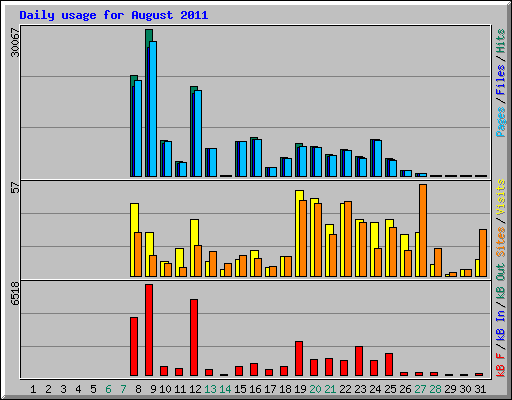 Daily usage for August 2011
30067
Pages / Files / Hits
57
Sites / Visits
6518
kB F / kB In / kB Out
1 2 3 4 5 6 7 8 9 10 11 12 13 14 15 16 17 18 19 20 21 22 23 24 25 26 27 28 29 30 31